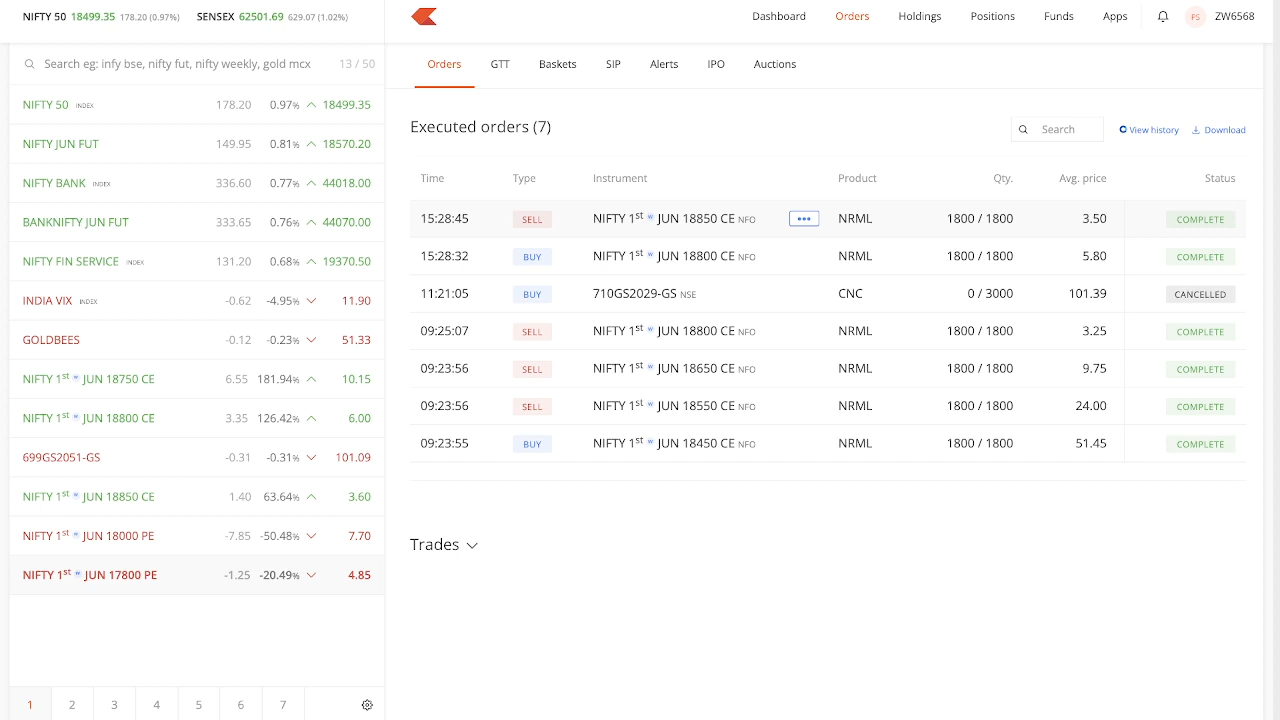 NIFTY 50 18499.35 178.20 (0.97%) SENSEX 62501.69 629.07 (1.02%)
Dashboard Orders Holdings Positions Funds Apps PS ZW6568
Search eg: infy bse, nifty fut, nifty weekly, gold mcx 13 / 50
NIFTY 50 INDEX 178.20 0.97% 18499.35
NIFTY JUN FUT 149.95 0.81% 18570.20
NIFTY BANK INDEX 336.60 0.77% 44018.00
BANKNIFTY JUN FUT 333.65 0.76% 44070.00
NIFTY FIN SERVICE INDEX 131.20 0.68% 19370.50
INDIA VIX INDEX -0.62 -4.95% 11.90
GOLDBEES -0.12 -0.23% 51.33
NIFTY 1st w JUN 18750 CE 6.55 181.94% 10.15
NIFTY 1st w JUN 18800 CE 3.35 126.42% 6.00
699GS2051-GS -0.31 -0.31% 101.09
NIFTY 1st w JUN 18850 CE 1.40 63.64% 3.60
NIFTY 1st w JUN 18000 PE -7.85 -50.48% 7.70
NIFTY 1st w JUN 17800 PE -1.25 -20.49% 4.85
1 2 3 4 5 6 7
Orders GTT Baskets SIP Alerts IPO Auctions
Executed orders (7) Search View history Download
Time Type Instrument Product Qty. Avg. price Status
15:28:45 SELL NIFTY 1st w JUN 18850 CE NFO NRML 1800 / 1800 3.50 COMPLETE
15:28:32 BUY NIFTY 1st w JUN 18800 CE NFO NRML 1800 / 1800 5.80 COMPLETE
11:21:05 BUY 710GS2029-GS NSE CNC 0 / 3000 101.39 CANCELLED
09:25:07 SELL NIFTY 1st w JUN 18800 CE NFO NRML 1800 / 1800 3.25 COMPLETE
09:23:56 SELL NIFTY 1st w JUN 18650 CE NFO NRML 1800 / 1800 9.75 COMPLETE
09:23:56 SELL NIFTY 1st w JUN 18550 CE NFO NRML 1800 / 1800 24.00 COMPLETE
09:23:55 BUY NIFTY 1st w JUN 18450 CE NFO NRML 1800 / 1800 51.45 COMPLETE
Trades